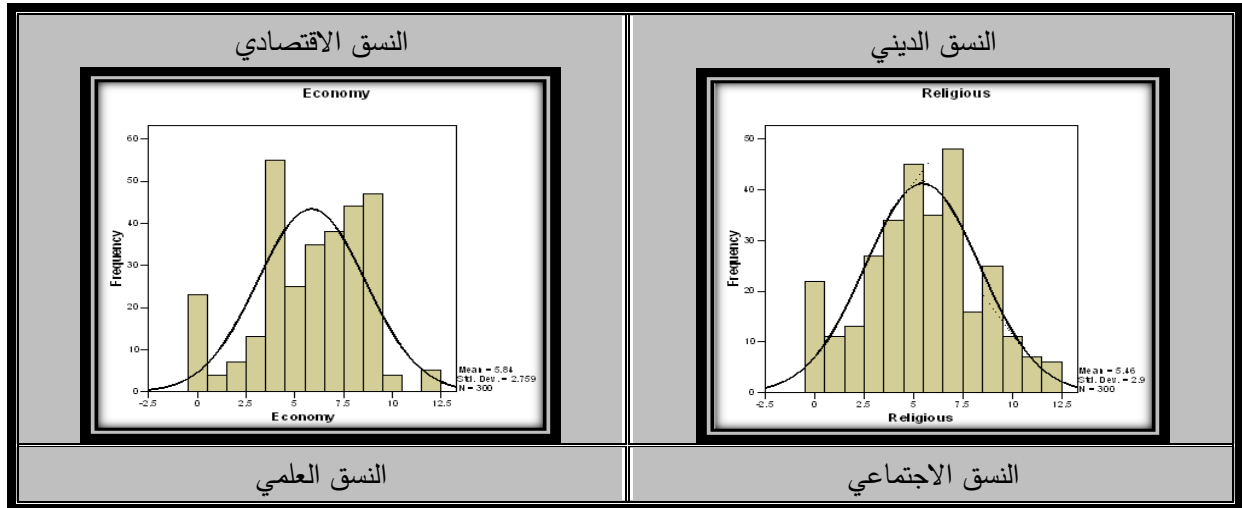 النسق الديني
النسق الاقتصادي
Religious
50
40
30
20
10
0
Frequency
-2.5 0 2.5 5 7.5 10 12.5
Religious
Mean = 5.46
Std. Dev. = 2.9
N = 300
Economy
60
50
40
30
20
10
0
Frequency
-2.5 0 2.5 5 7.5 10 12.5
Economy
Mean = 5.84
Std. Dev. = 2.759
N = 300
النسق الاجتماعي
النسق العلمي